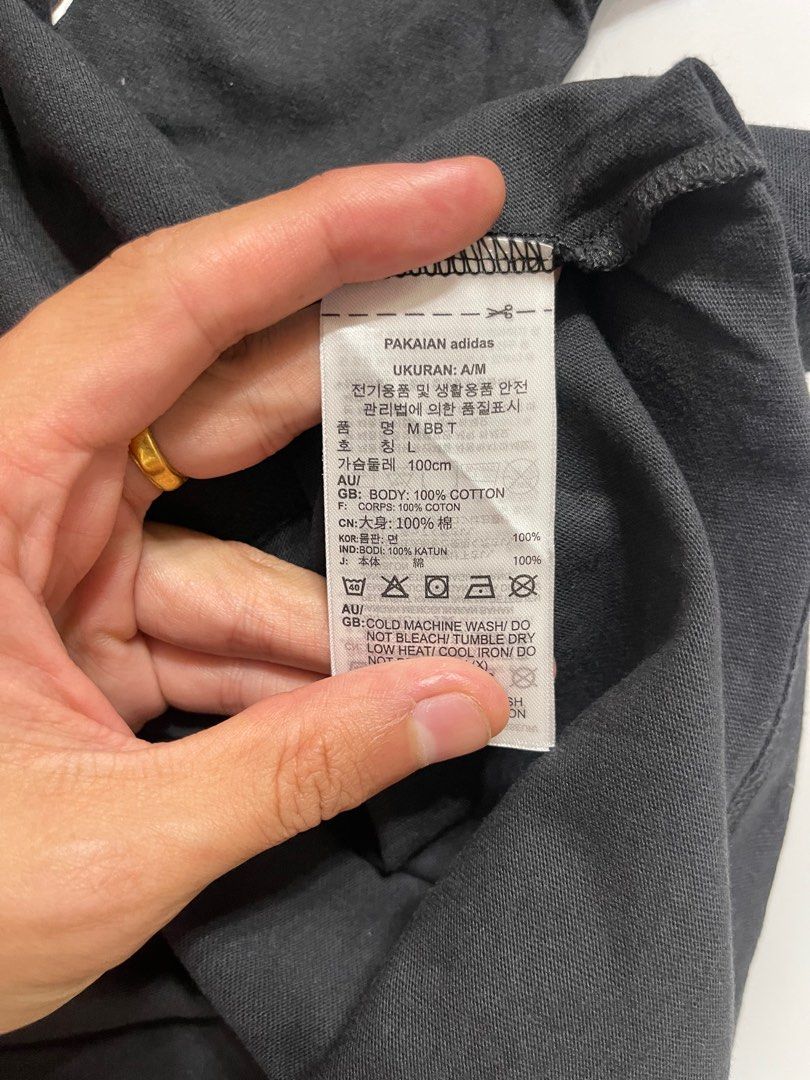 PAKAIAN adidas
UKURAN: A/M
전기용품 및 생활용품 안전
관리법에 의한 품질표시
품 명 M BB T
호 칭 L
가슴둘레 100cm
AU/
GB: BODY: 100% COTTON
F: CORPS: 100% COTON
CN:大身: 100% 棉
KOR:몸판: 면 100%
IND:BODI: 100% KATUN
J: 本体 綿 100%
40
AU/
GB:COLD MACHINE WASH/ DO
NOT BLEACH/ TUMBLE DRY
LOW HEAT/ COOL IRON/ DO
NOT